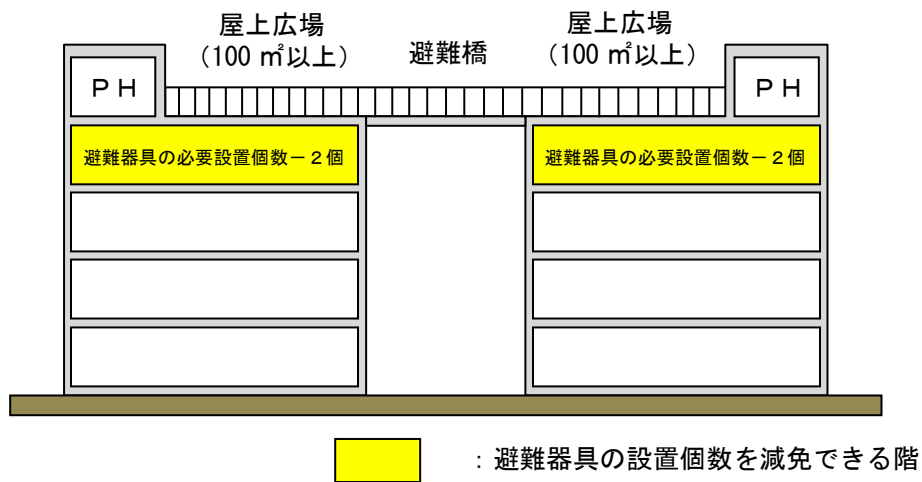 屋上広場
(100 ㎡以上)
避難橋
屋上広場
(100 ㎡以上)
ＰＨ
ＰＨ
避難器具の必要設置個数－２個
避難器具の必要設置個数－２個
：避難器具の設置個数を減免できる階